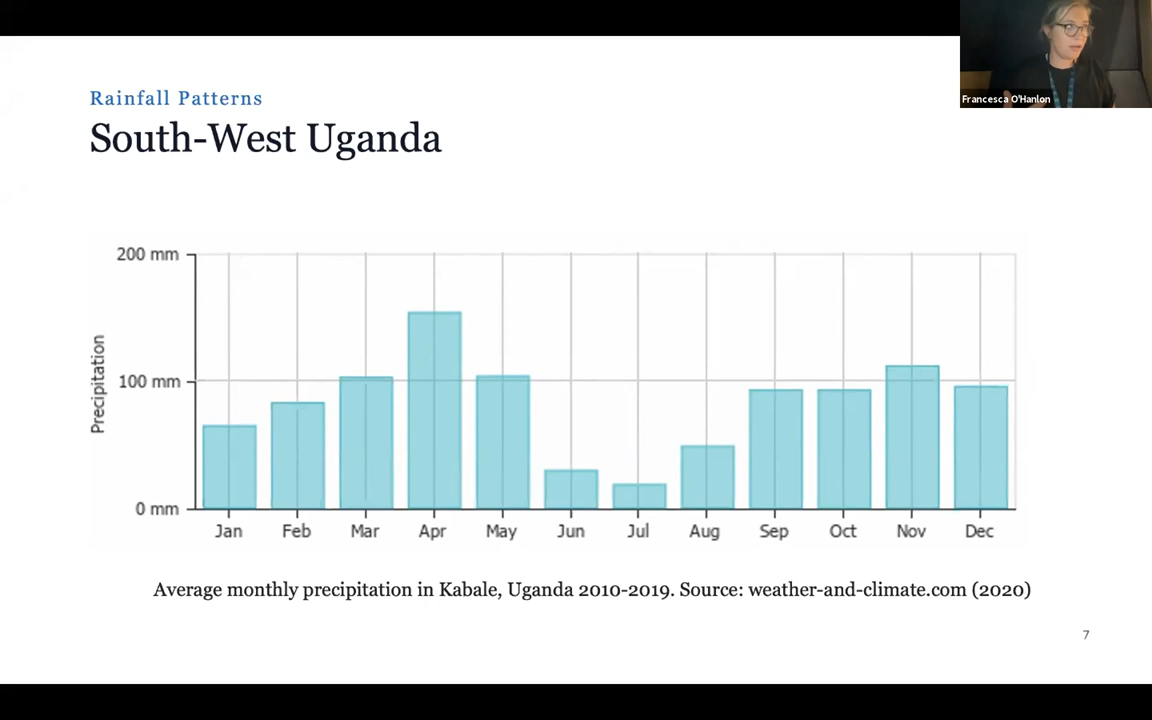 Francesca O'Hanlon
Rainfall Patterns
South-West Uganda
200 mm
100 mm
0 mm
Precipitation
Jan Feb Mar Apr May Jun Jul Aug Sep Oct Nov Dec
Average monthly precipitation in Kabale, Uganda 2010-2019. Source: weather-and-climate.com (2020)
7